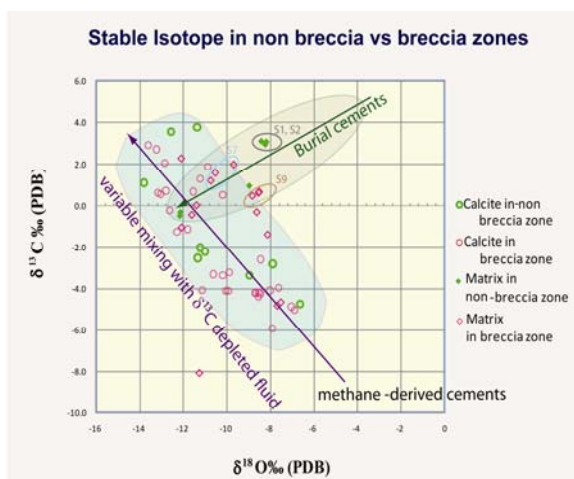 Stable Isotope in non breccia vs breccia zones
δ¹³C ‰ (PDB)
6.0
4.0
2.0
0.0
-2.0
-4.0
-6.0
-8.0
-10.0
S1, S2
S7
S9
Burial cements
variable mixing with δ¹³C depleted fluid
methane -derived cements
Calcite in-non
breccia zone
Calcite in
breccia zone
Matrix in
non-breccia zone
Matrix
in breccia zone
-16 -14 -12 -10 -8 -6 -4 -2 0
δ¹⁸O‰ (PDB)